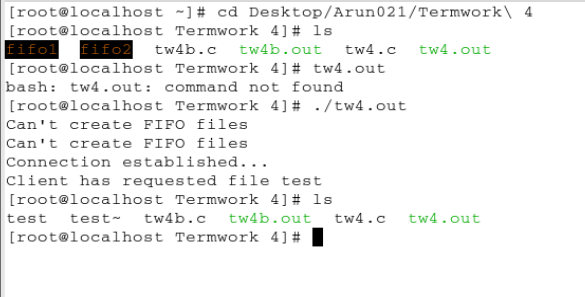 [root@localhost ~]# cd Desktop/Arun021/Termwork\ 4
[root@localhost Termwork 4]# ls
fifo1  fifo2  tw4b.c  tw4b.out  tw4.c  tw4.out
[root@localhost Termwork 4]# tw4.out
bash: tw4.out: command not found
[root@localhost Termwork 4]# ./tw4.out
Can't create FIFO files
Can't create FIFO files
Connection established...
Client has requested file test
[root@localhost Termwork 4]# ls
test  test~  tw4b.c  tw4b.out  tw4.c  tw4.out
[root@localhost Termwork 4]#